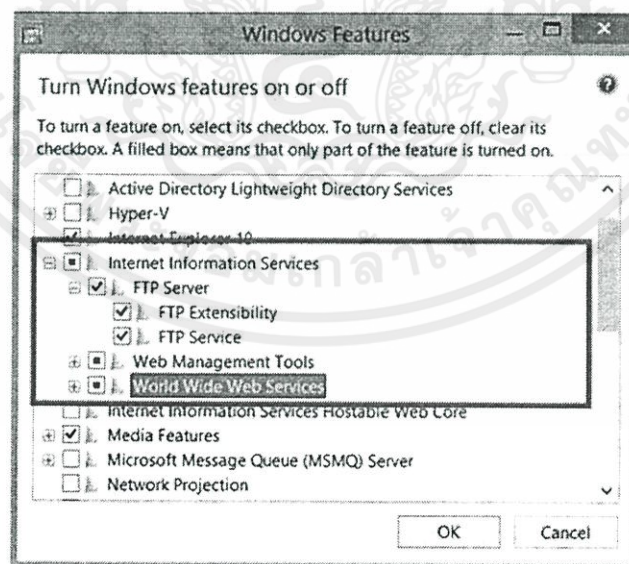 Windows Features
Turn Windows features on or off
To turn a feature on, select its checkbox. To turn a feature off, clear its
checkbox. A filled box means that only part of the feature is turned on.
Active Directory Lightweight Directory Services
Hyper-V
Internet Explorer 10
Internet Information Services
FTP Server
FTP Extensibility
FTP Service
Web Management Tools
World Wide Web Services
Internet Information Services Hostable Web Core
Media Features
Microsoft Message Queue (MSMQ) Server
Network Projection
OK Cancel